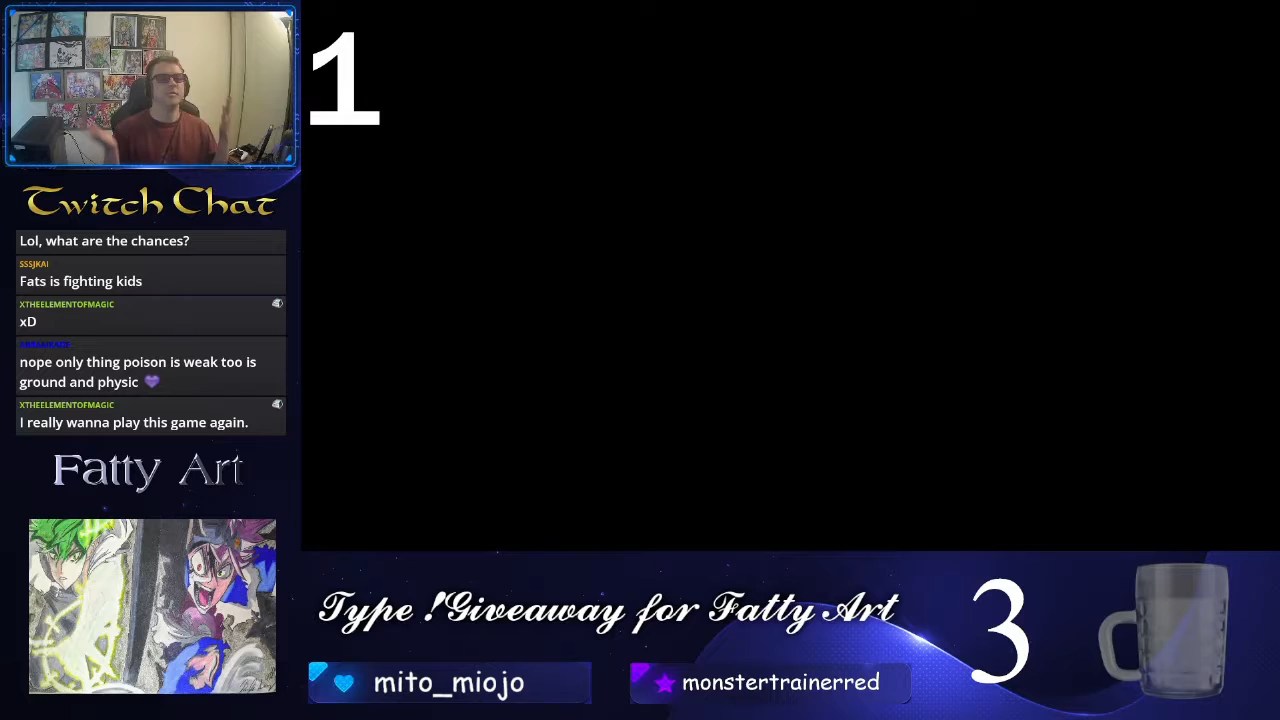 1
Twitch Chat
Lol, what are the chances?
SSSJKAI
Fats is fighting kids
XTHEELEMENTOFMAGIC
xD
nope only thing poison is weak too is
ground and physic
XTHEELEMENTOFMAGIC
I really wanna play this game again.
Fatty Art
Type !Giveaway for Fatty Art
3
mito_miojo
monstertrainerred